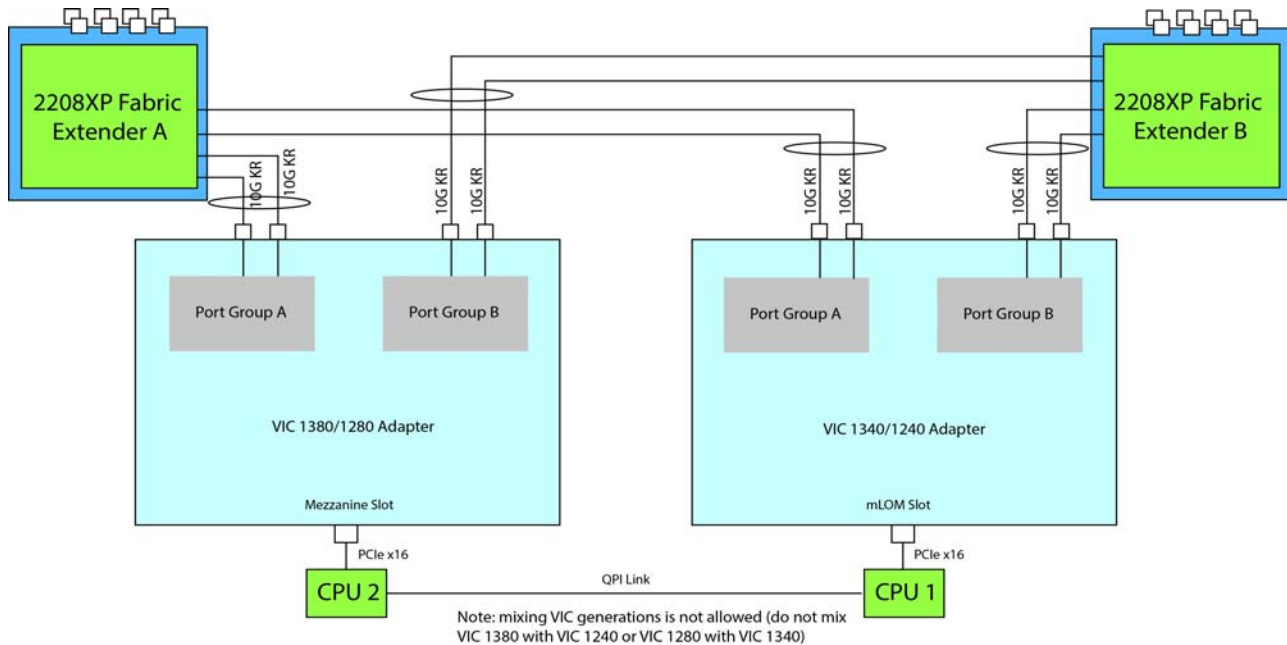 2208XP Fabric
Extender A
2208XP Fabric
Extender B
10G KR
10G KR
10G KR
10G KR
10G KR
10G KR
10G KR
10G KR
Port Group A
Port Group B
Port Group A
Port Group B
VIC 1380/1280 Adapter
VIC 1340/1240 Adapter
Mezzanine Slot
mLOM Slot
PCIe x16
PCIe x16
CPU 2
QPI Link
CPU 1
Note: mixing VIC generations is not allowed (do not mix
VIC 1380 with VIC 1240 or VIC 1280 with VIC 1340)